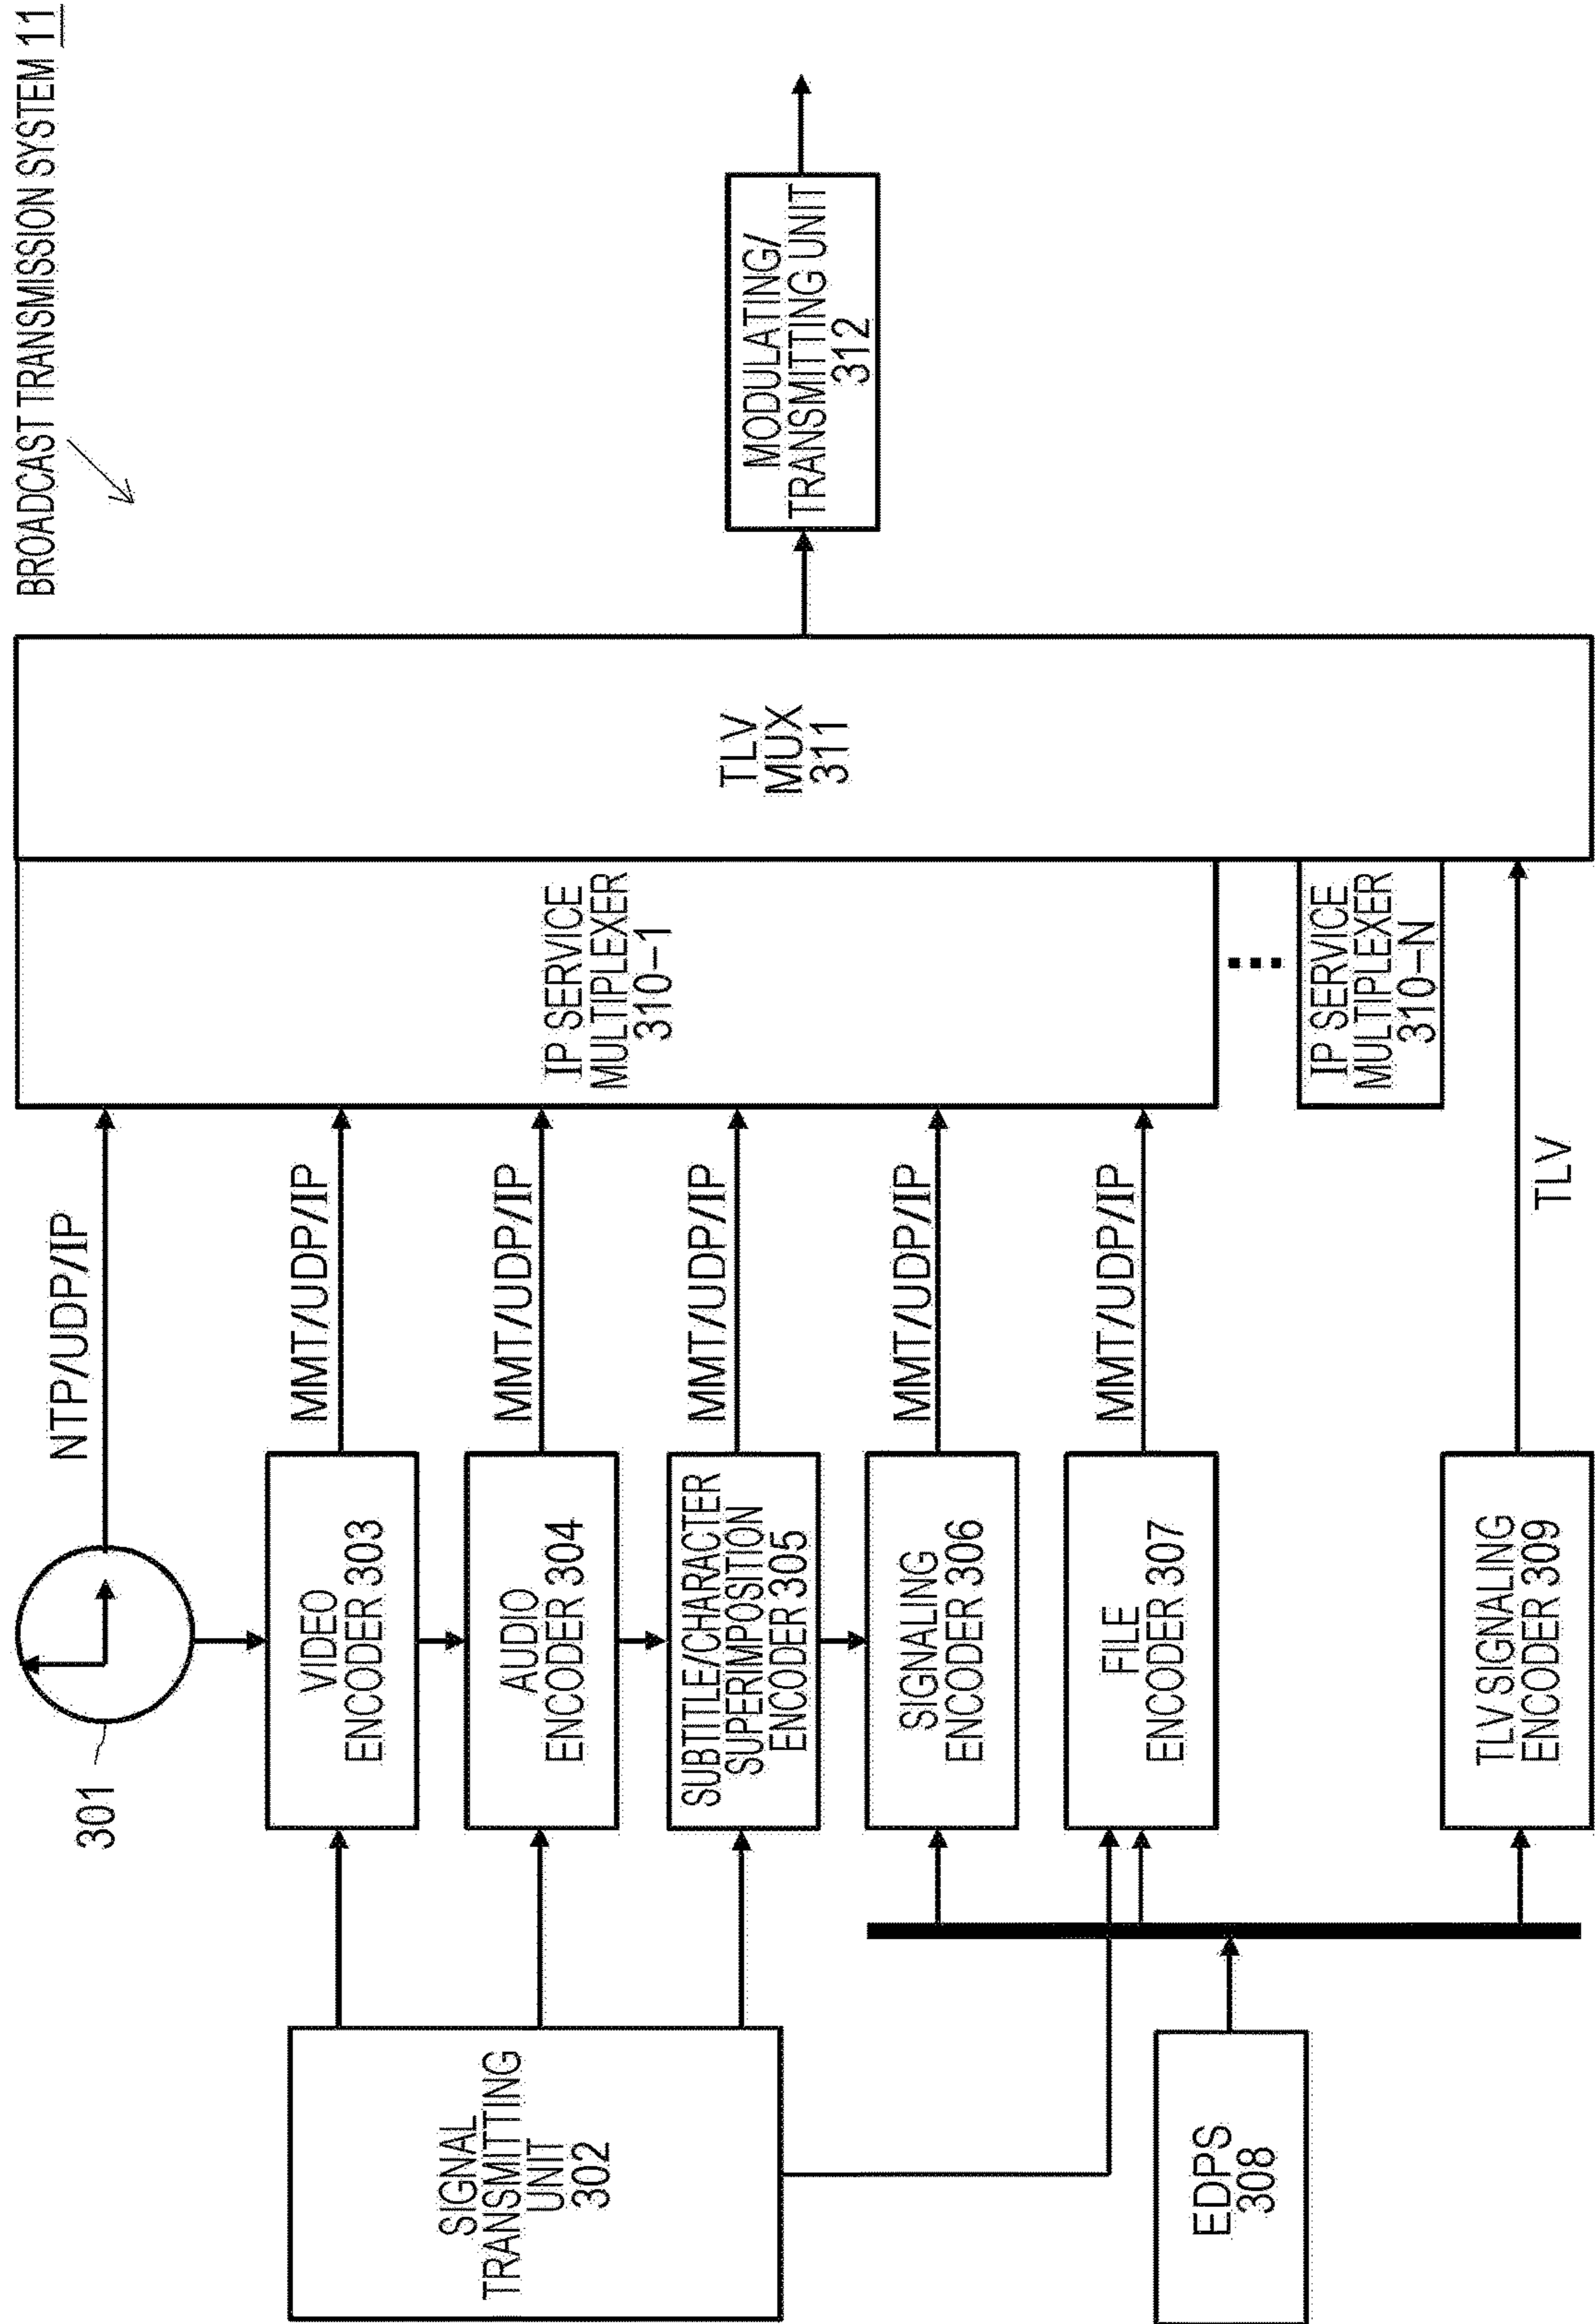 BROADCAST TRANSMISSION SYSTEM 11
301
NTP/UDP/IP
SIGNAL
TRANSMITTING
UNIT
302
VIDEO
ENCODER 303
MMT/UDP/IP
AUDIO
ENCODER 304
MMT/UDP/IP
SUBTITLE/CHARACTER
SUPERIMPOSITION
ENCODER 305
MMT/UDP/IP
SIGNALING
ENCODER 306
MMT/UDP/IP
FILE
ENCODER 307
MMT/UDP/IP
EDPS
308
TLV SIGNALING
ENCODER 309
TLV
IP SERVICE
MULTIPLEXER
310–1
IP SERVICE
MULTIPLEXER
310–N
TLV
MUX
311
MODULATING/
TRANSMITTING UNIT
312